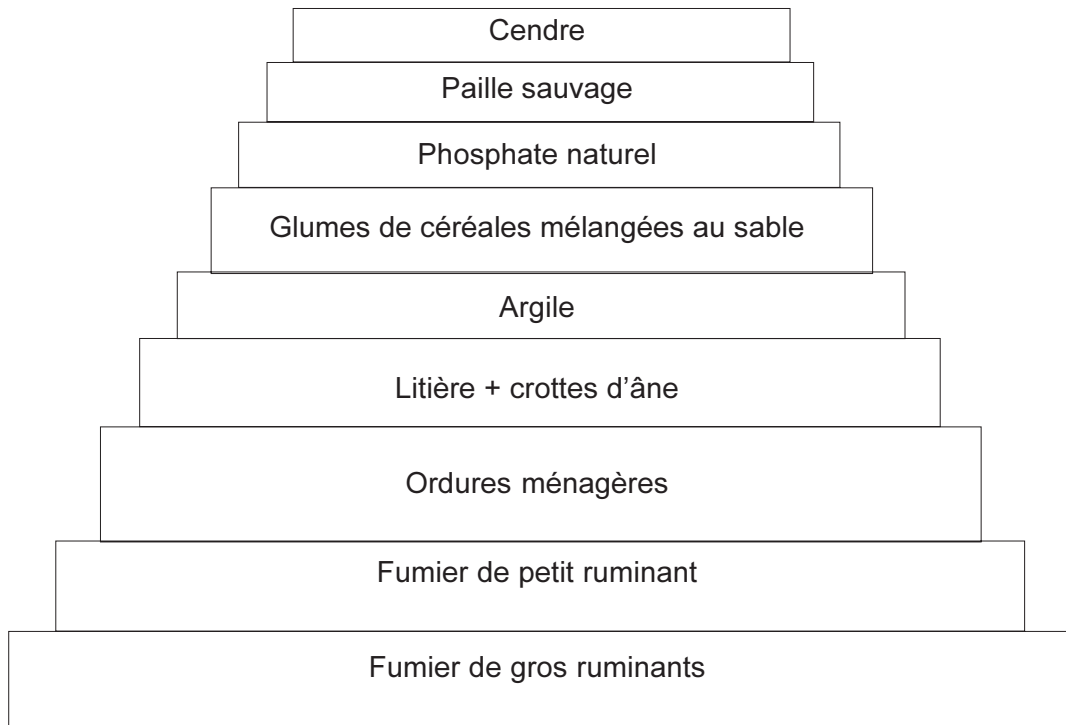 Cendre
Paille sauvage
Phosphate naturel
Glumes de céréales mélangées au sable
Argile
Litière + crottes d’âne
Ordures ménagères
Fumier de petit ruminant
Fumier de gros ruminants